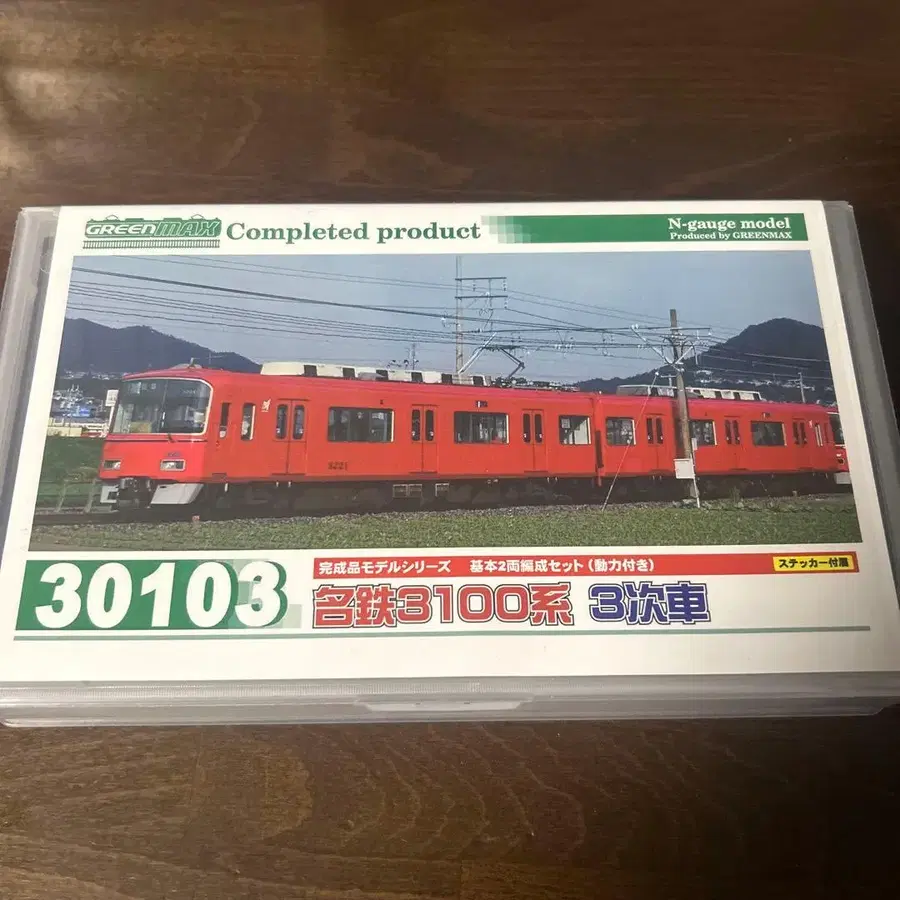 GREENMAX Completed product
N-gauge model
Produced by GREENMAX
30103
完成品モデルシリーズ 基本2両編成セット(動力付き)
ステッカー付属
名鉄3100系 3次車